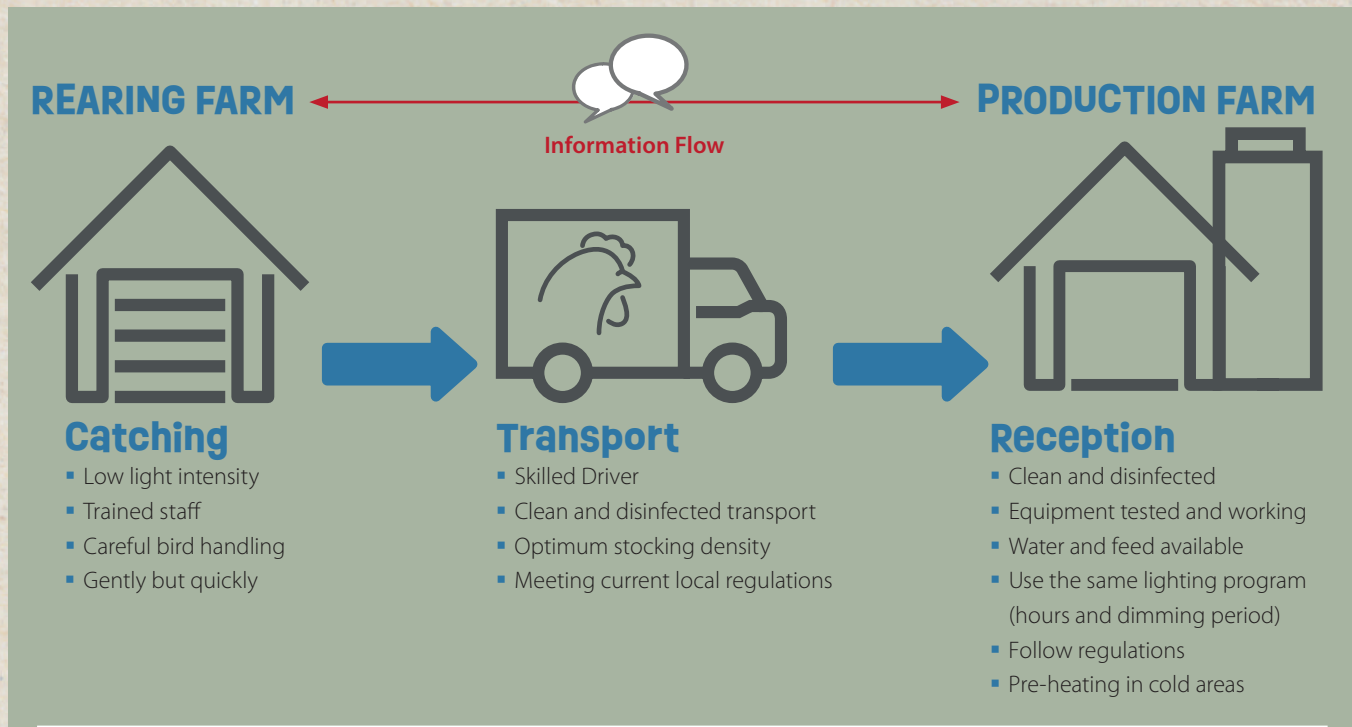 REARING FARM
Information Flow
PRODUCTION FARM
Catching
▪ Low light intensity
▪ Trained staff
▪ Careful bird handling
▪ Gently but quickly
Transport
▪ Skilled Driver
▪ Clean and disinfected transport
▪ Optimum stocking density
▪ Meeting current local regulations
Reception
▪ Clean and disinfected
▪ Equipment tested and working
▪ Water and feed available
▪ Use the same lighting program
(hours and dimming period)
▪ Follow regulations
▪ Pre-heating in cold areas